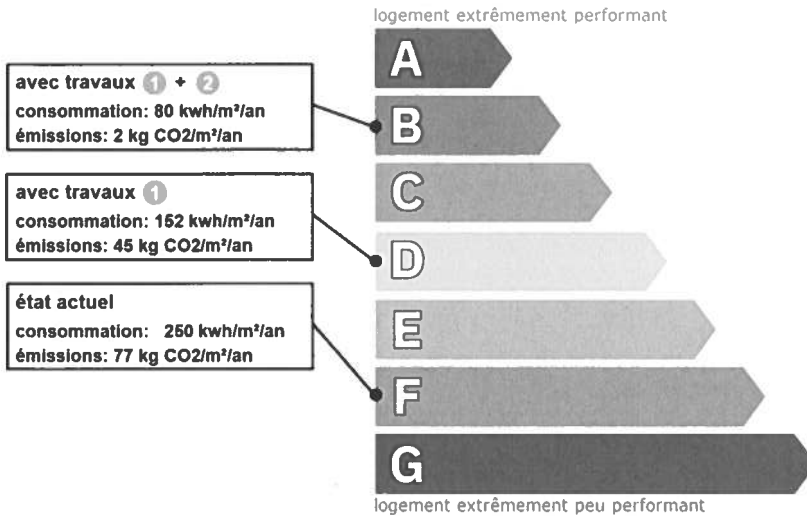 logement extrêmement performant
A
avec travaux 1 + 2
consommation: 80 kwh/m²/an
émissions: 2 kg CO2/m²/an
B
C
avec travaux 1
consommation: 152 kwh/m²/an
émissions: 45 kg CO2/m²/an
D
état actuel
consommation: 250 kwh/m²/an
émissions: 77 kg CO2/m²/an
E
F
G
logement extrêmement peu performant